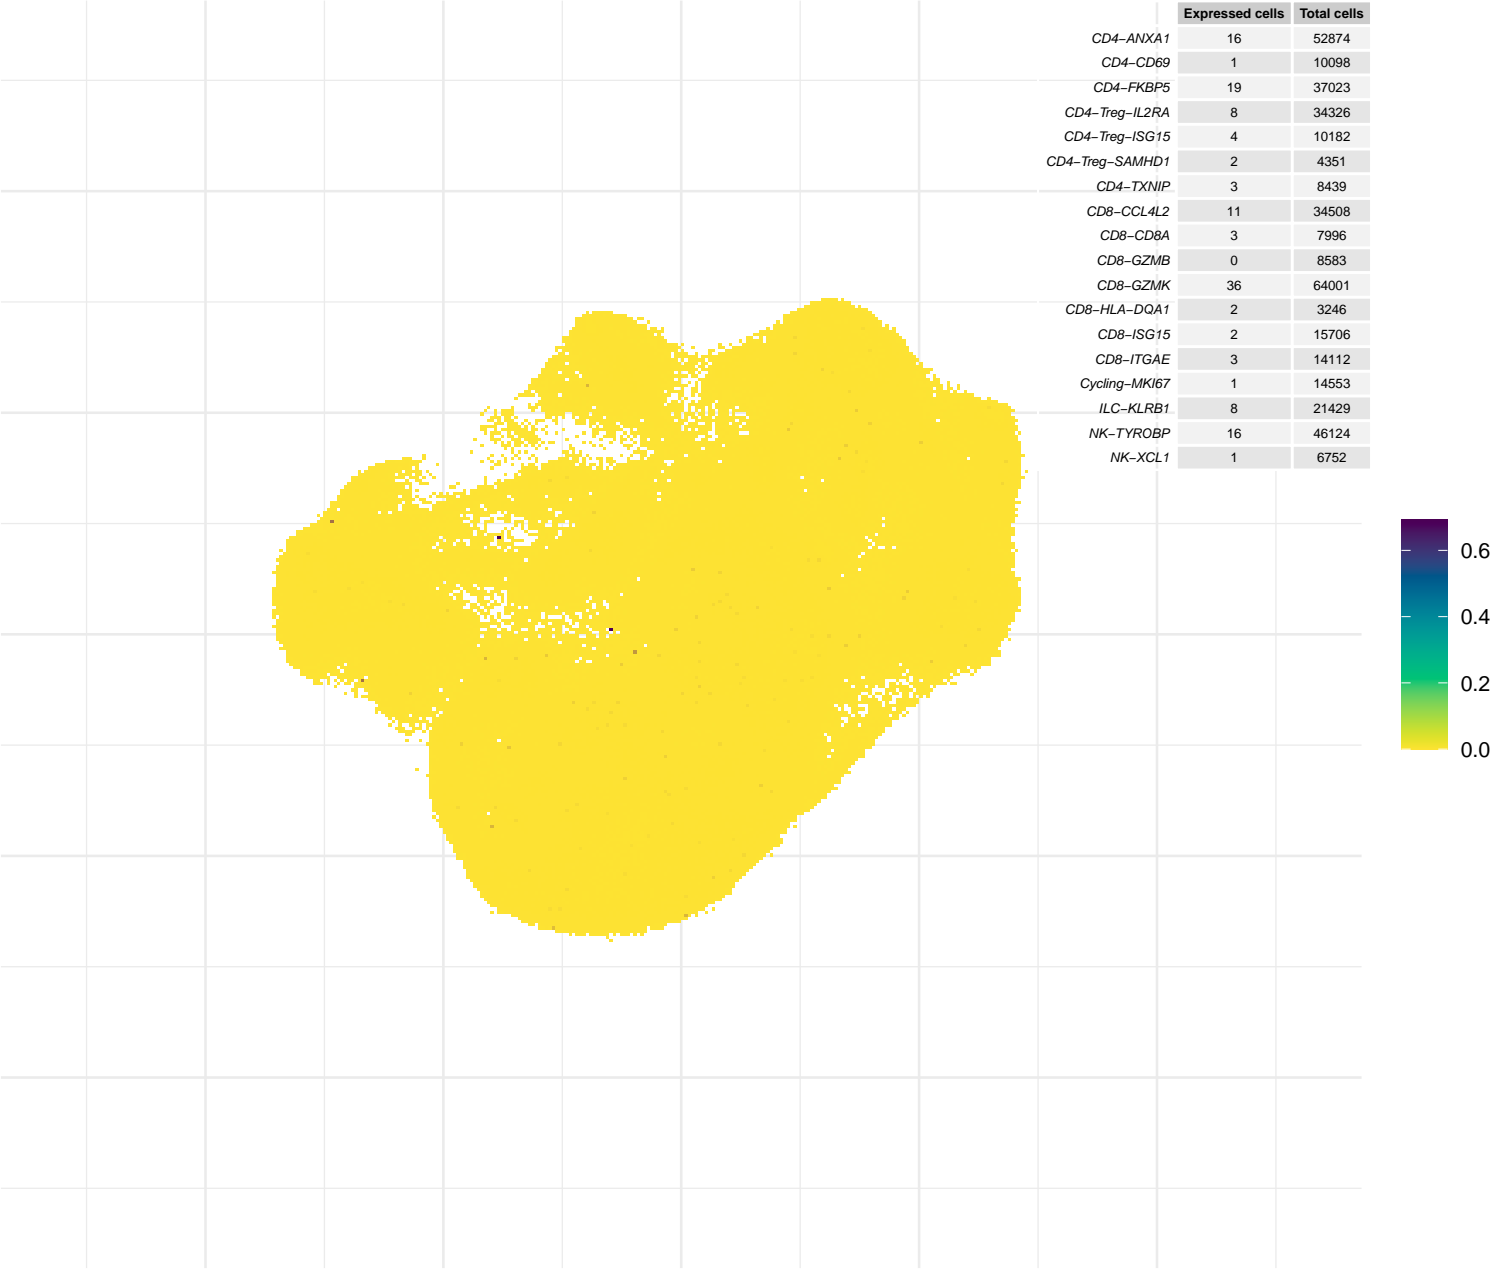 Expressed cells Total cells
CD4−ANXA1 16 52874
CD4−CD69 1 10098
CD4−FKBP5 19 37023
CD4−Treg−IL2RA 8 34326
CD4−Treg−ISG15 4 10182
CD4−Treg−SAMHD1 2 4351
CD4−TXNIP 3 8439
CD8−CCL4L2 11 34508
CD8−CD8A 3 7996
CD8−GZMB 0 8583
CD8−GZMK 36 64001
CD8−HLA−DQA1 2 3246
CD8−ISG15 2 15706
CD8−ITGAE 3 14112
Cycling−MKI67 1 14553
ILC−KLRB1 8 21429
NK−TYROBP 16 46124
NK−XCL1 1 6752
0.6
0.4
0.2
0.0